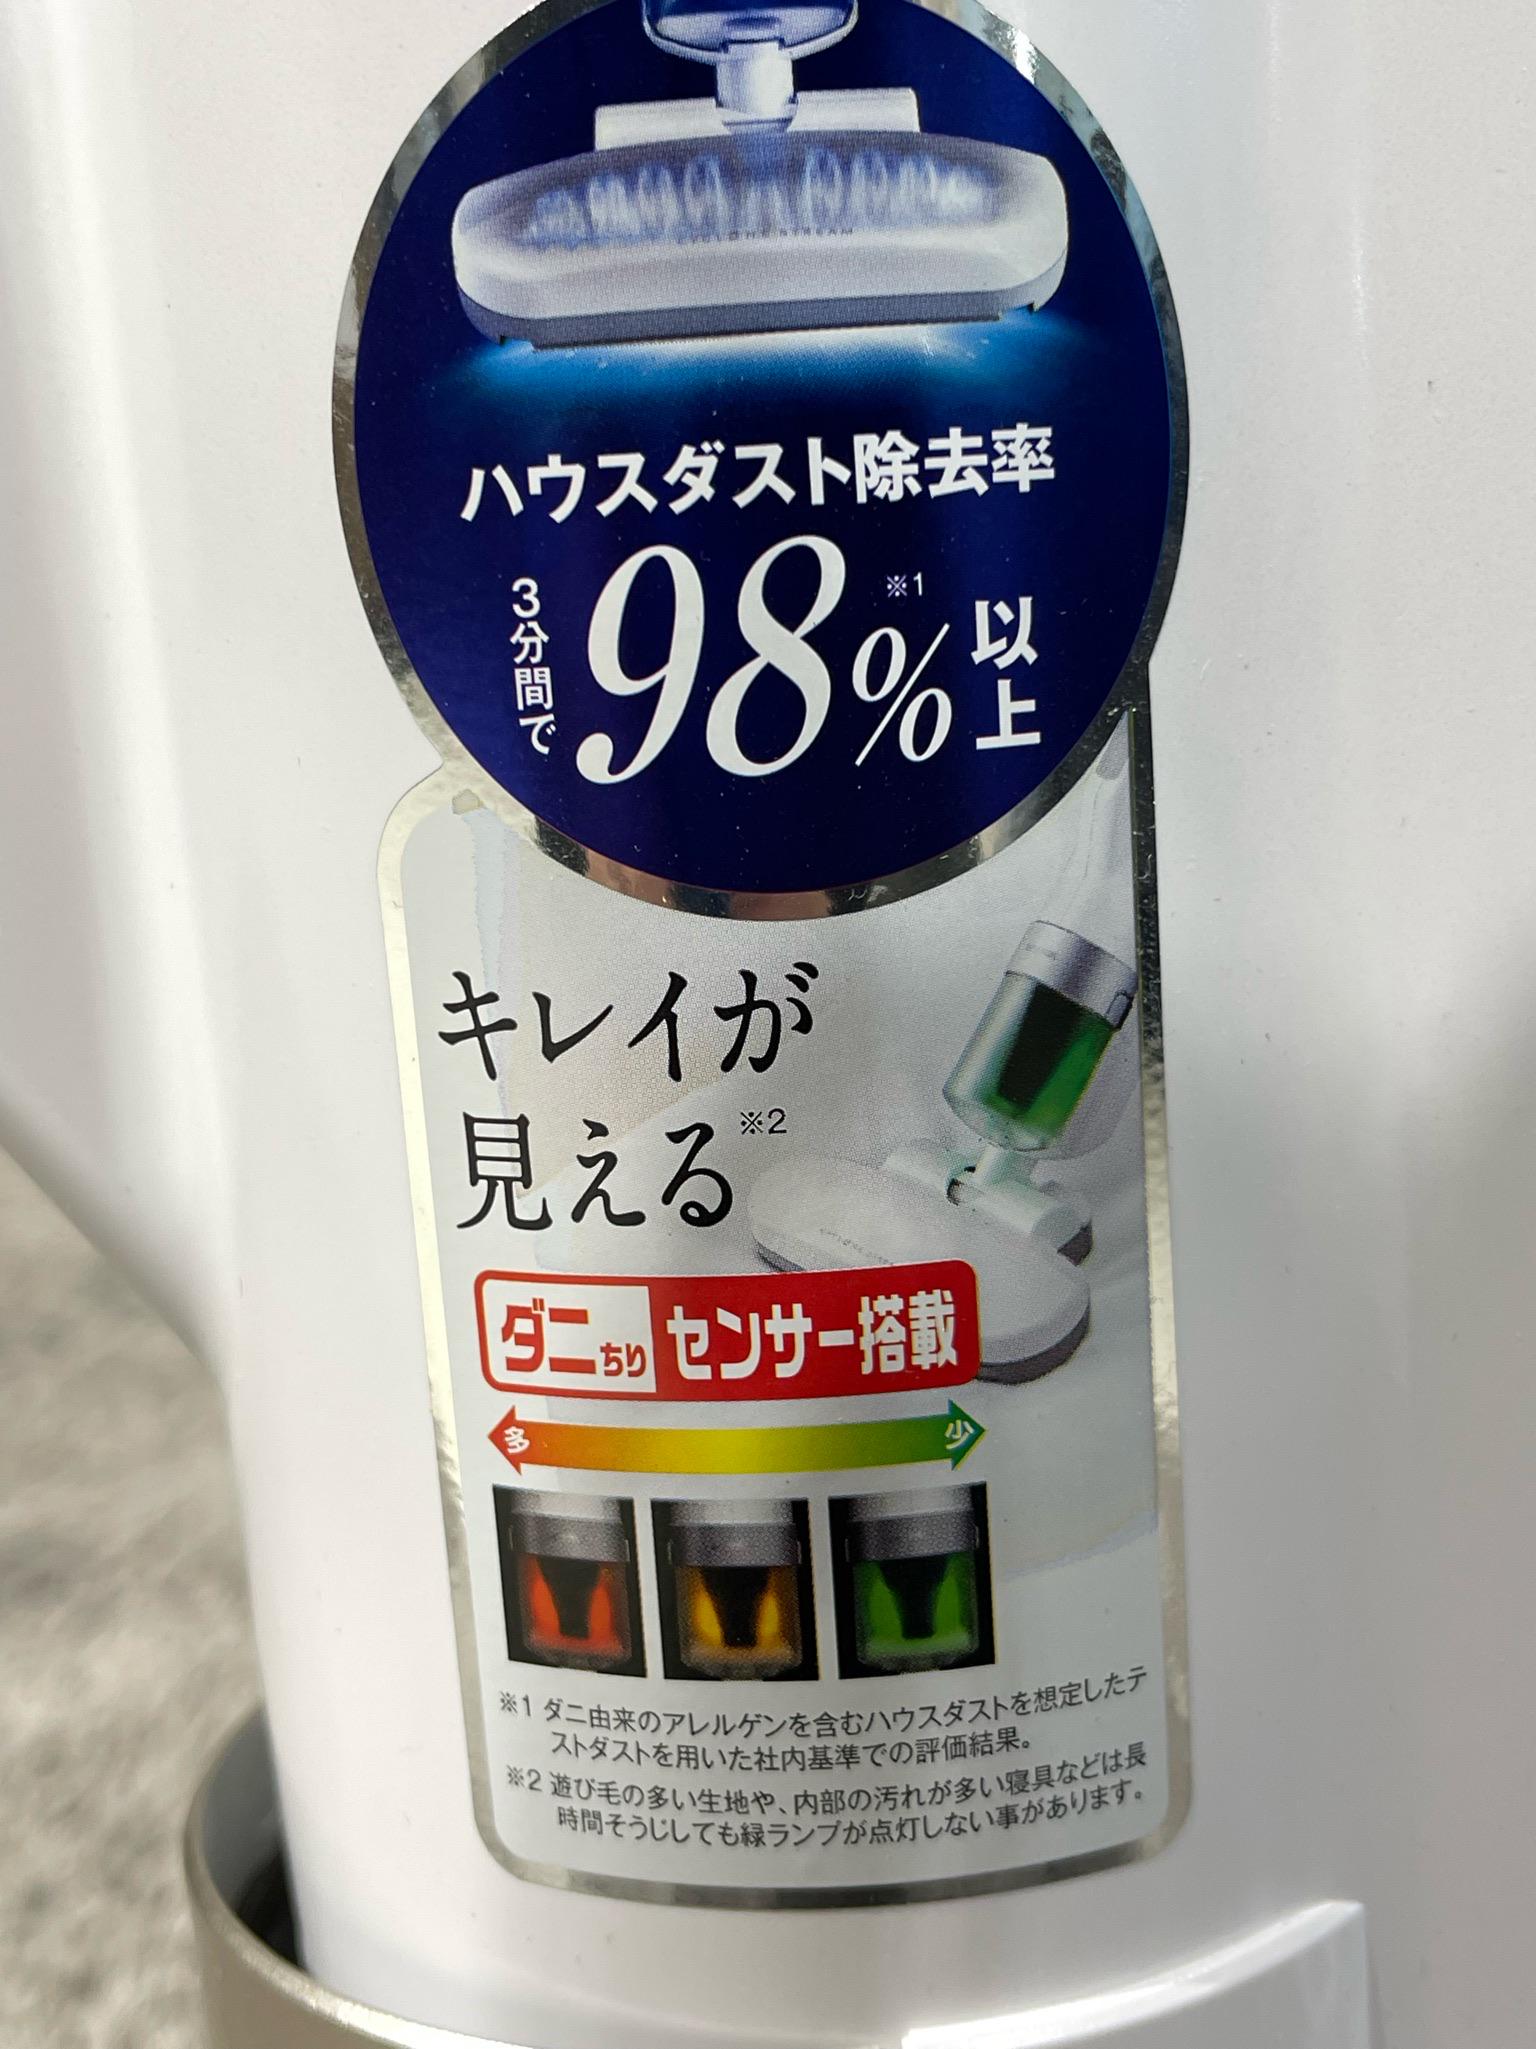 CYCLONE STREAM
ハウスダスト除去率
3分間で98%※1以上
キレイが
見える※2
ダニちりセンサー搭載
多 少
※1 ダニ由来のアレルゲンを含むハウスダストを想定したテ
ストダストを用いた社内基準での評価結果。
※2 遊び毛の多い生地や、内部の汚れが多い寝具などは長
時間そうじしても緑ランプが点灯しない事があります。